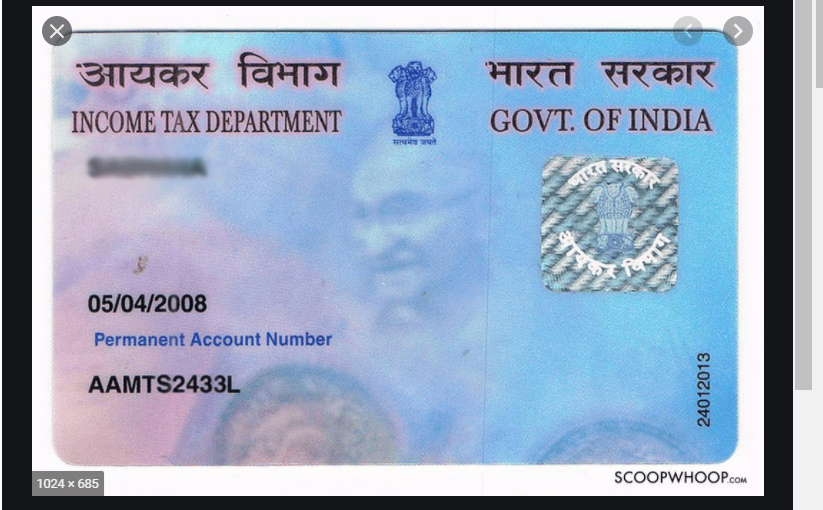 आयकर विभाग
INCOME TAX DEPARTMENT
सत्यमेव जयते
भारत सरकार
GOVT. OF INDIA
भारत सरकार
आयकर विभाग
05/04/2008
Permanent Account Number
AAMTS2433L
24012013
1024 × 685
SCOOPWHOOP.COM